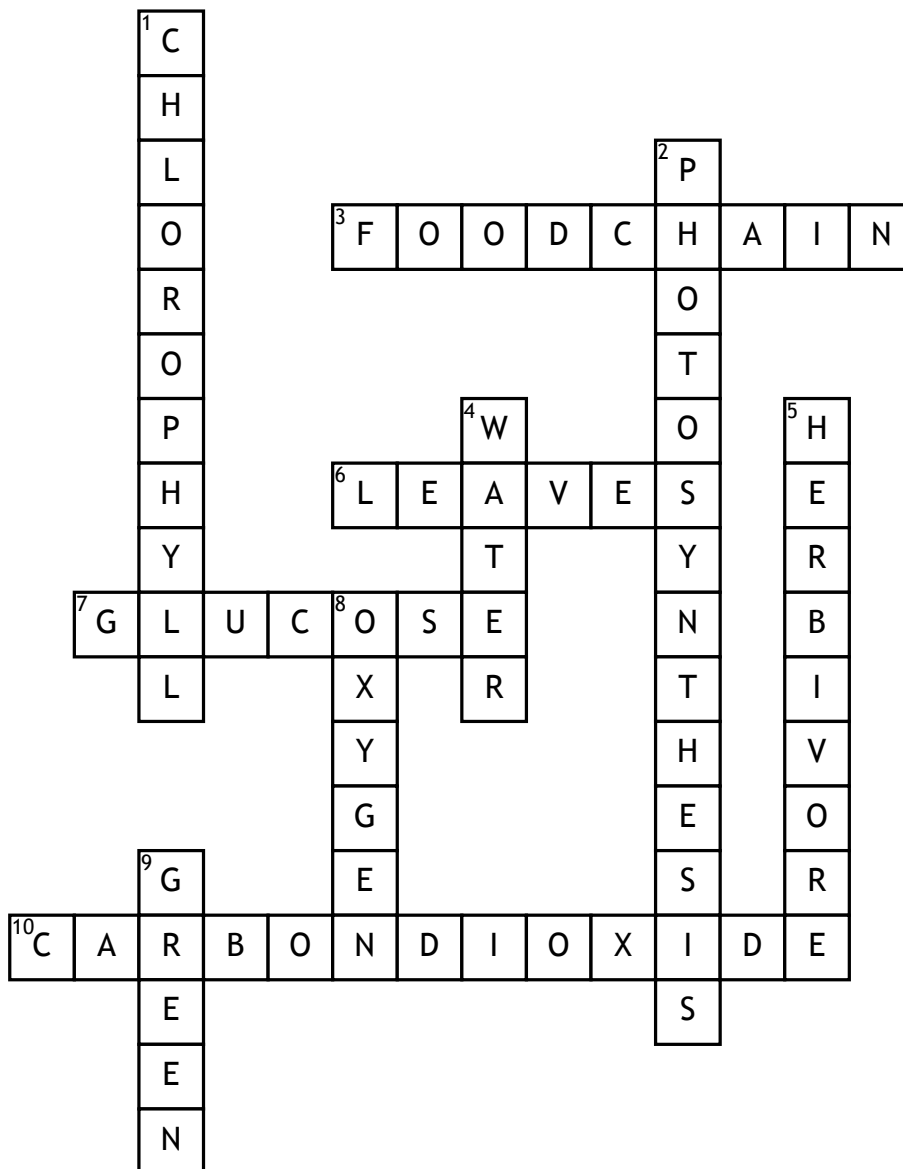 1 C
H
L 2 P
O 3 F O O D C H A I N
R O
O T
P 4 W O 5 H
H 6 L E A V E S E
Y T Y R
7 G L U C 8 O S E N B
L X R T I
Y H V
G E O
9 G E S R
10 C A R B O N D I O X I D E
E S
E
N